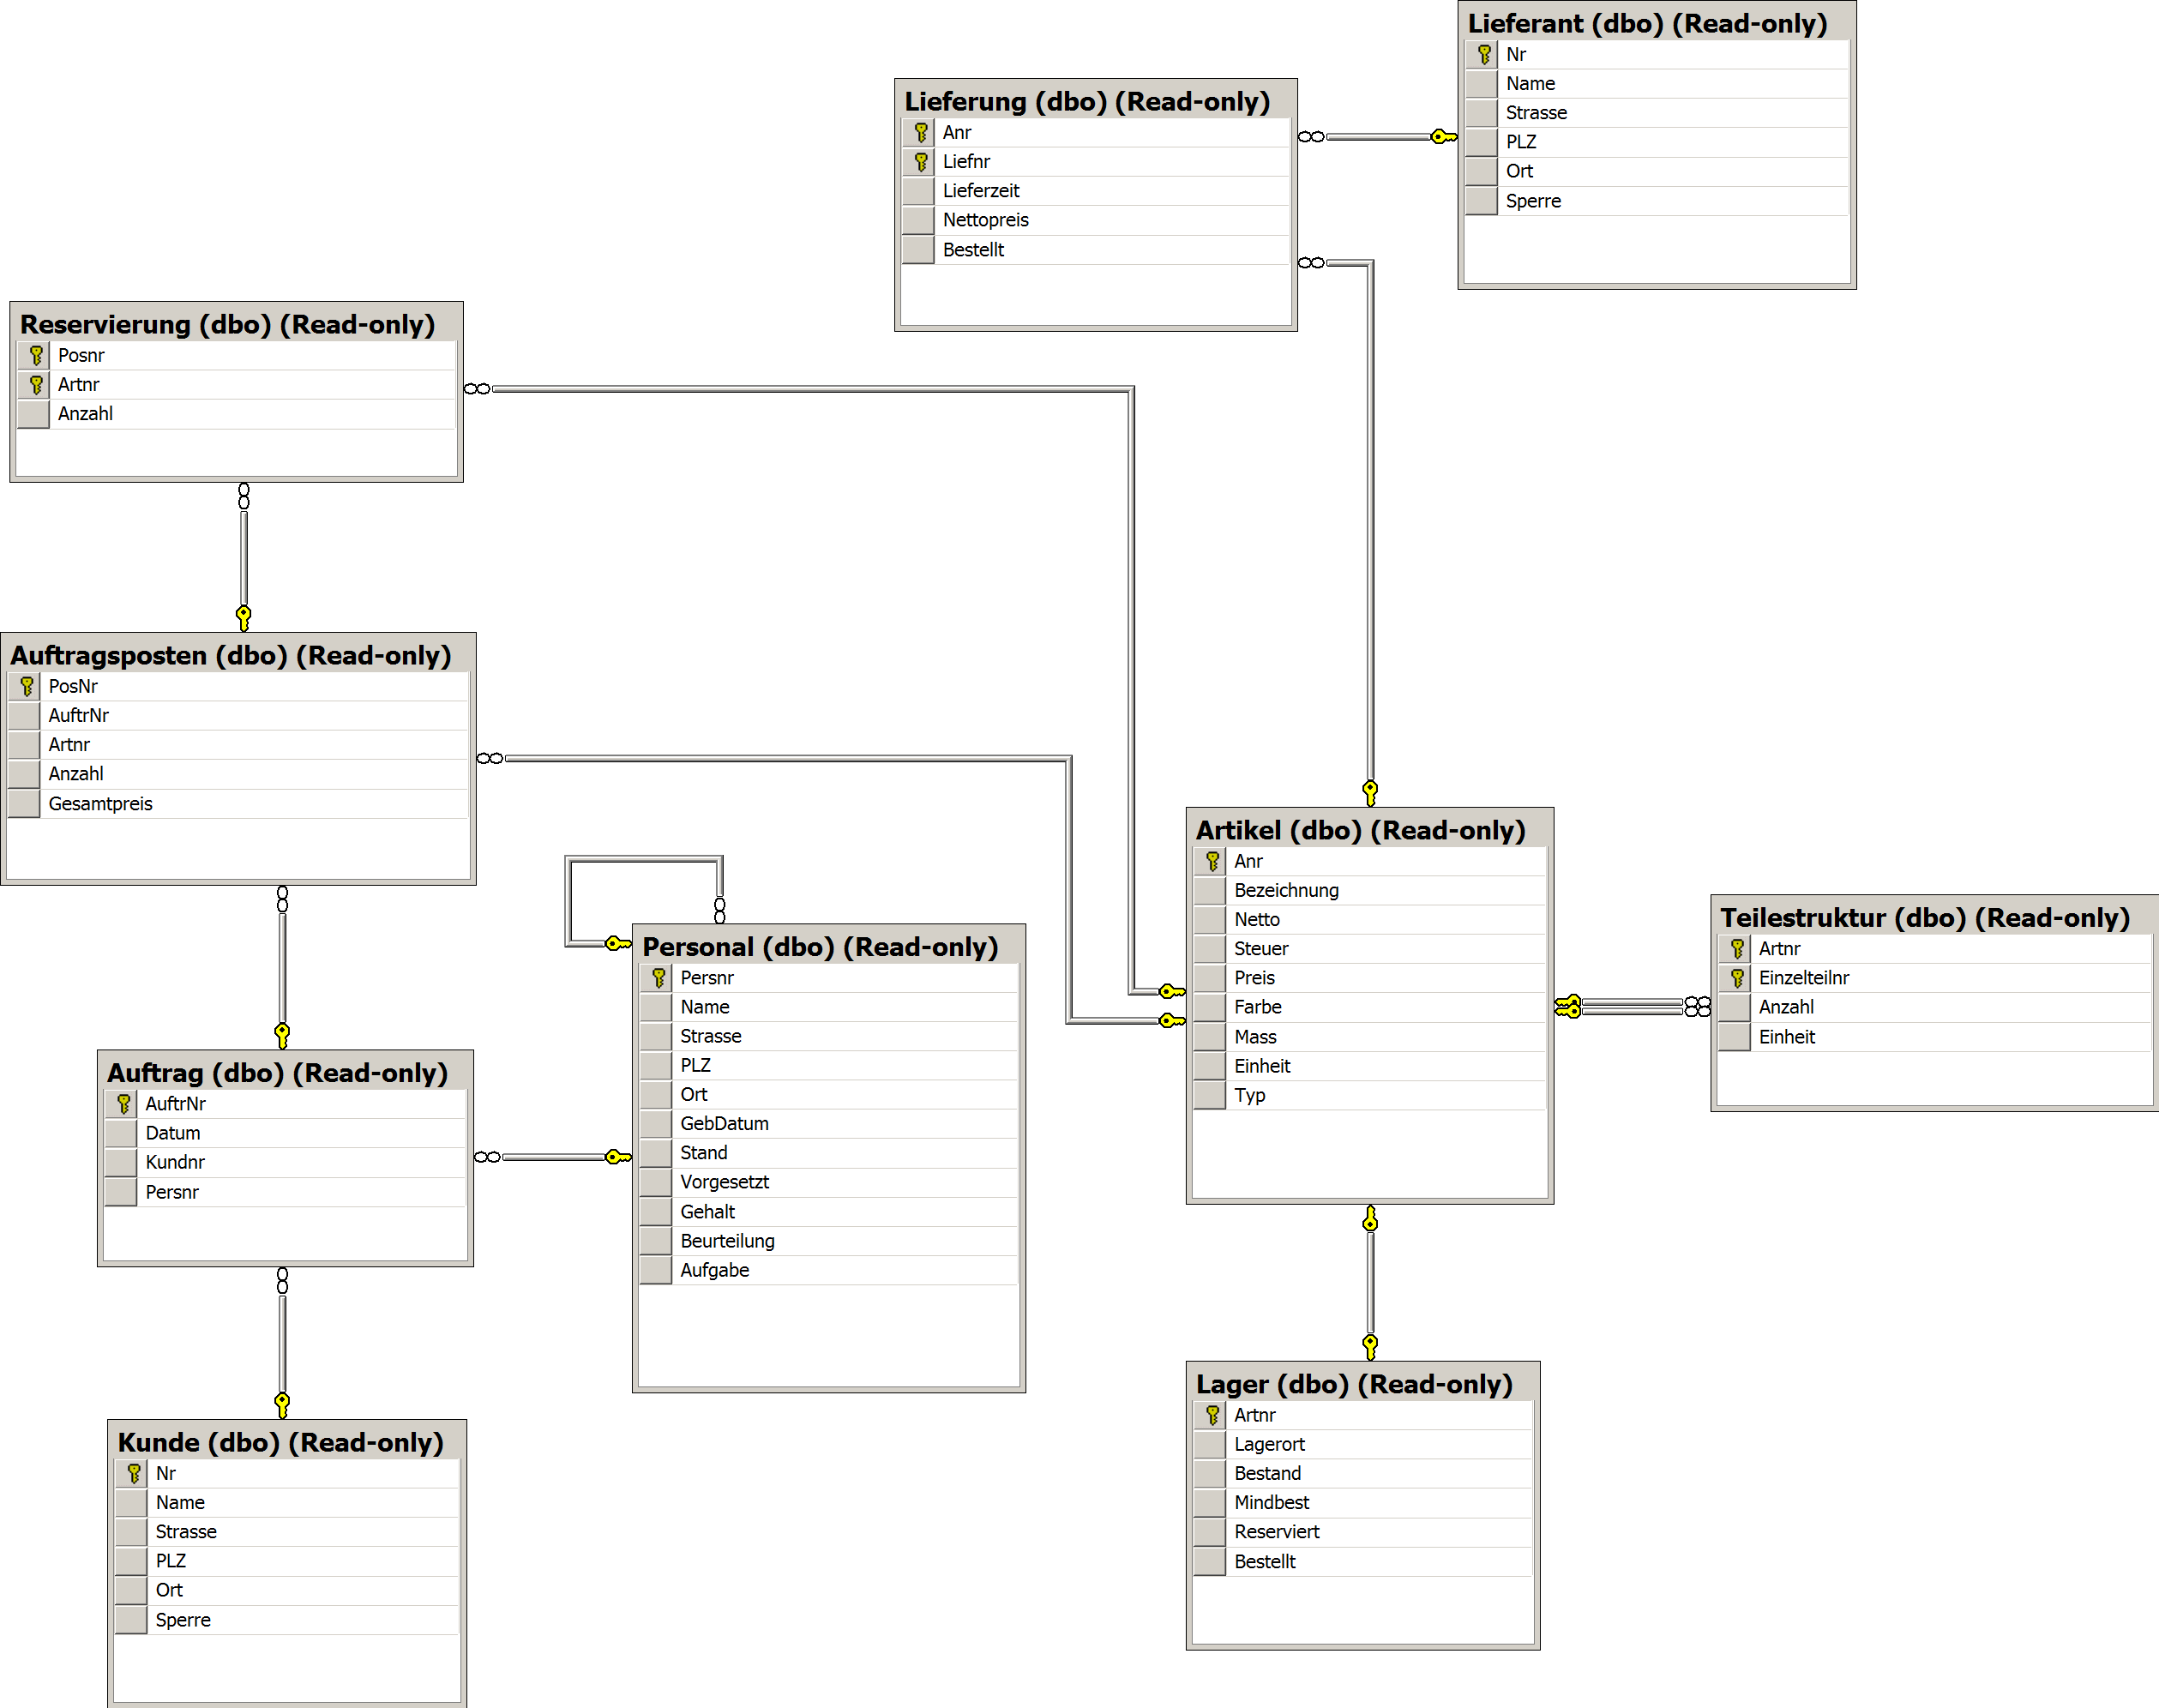 Lieferant (dbo) (Read-only)
Nr
Name
Strasse
PLZ
Ort
Sperre
Lieferung (dbo) (Read-only)
Anr
Liefnr
Lieferzeit
Nettopreis
Bestellt
Reservierung (dbo) (Read-only)
Posnr
Artnr
Anzahl
Auftragsposten (dbo) (Read-only)
PosNr
AuftrNr
Artnr
Anzahl
Gesamtpreis
Artikel (dbo) (Read-only)
Anr
Bezeichnung
Netto
Steuer
Preis
Farbe
Mass
Einheit
Typ
Teilestruktur (dbo) (Read-only)
Artnr
Einzelteilnr
Anzahl
Einheit
Personal (dbo) (Read-only)
Persnr
Name
Strasse
PLZ
Ort
GebDatum
Stand
Vorgesetzt
Gehalt
Beurteilung
Aufgabe
Auftrag (dbo) (Read-only)
AuftrNr
Datum
Kundnr
Persnr
Lager (dbo) (Read-only)
Artnr
Lagerort
Bestand
Mindbest
Reserviert
Bestellt
Kunde (dbo) (Read-only)
Nr
Name
Strasse
PLZ
Ort
Sperre